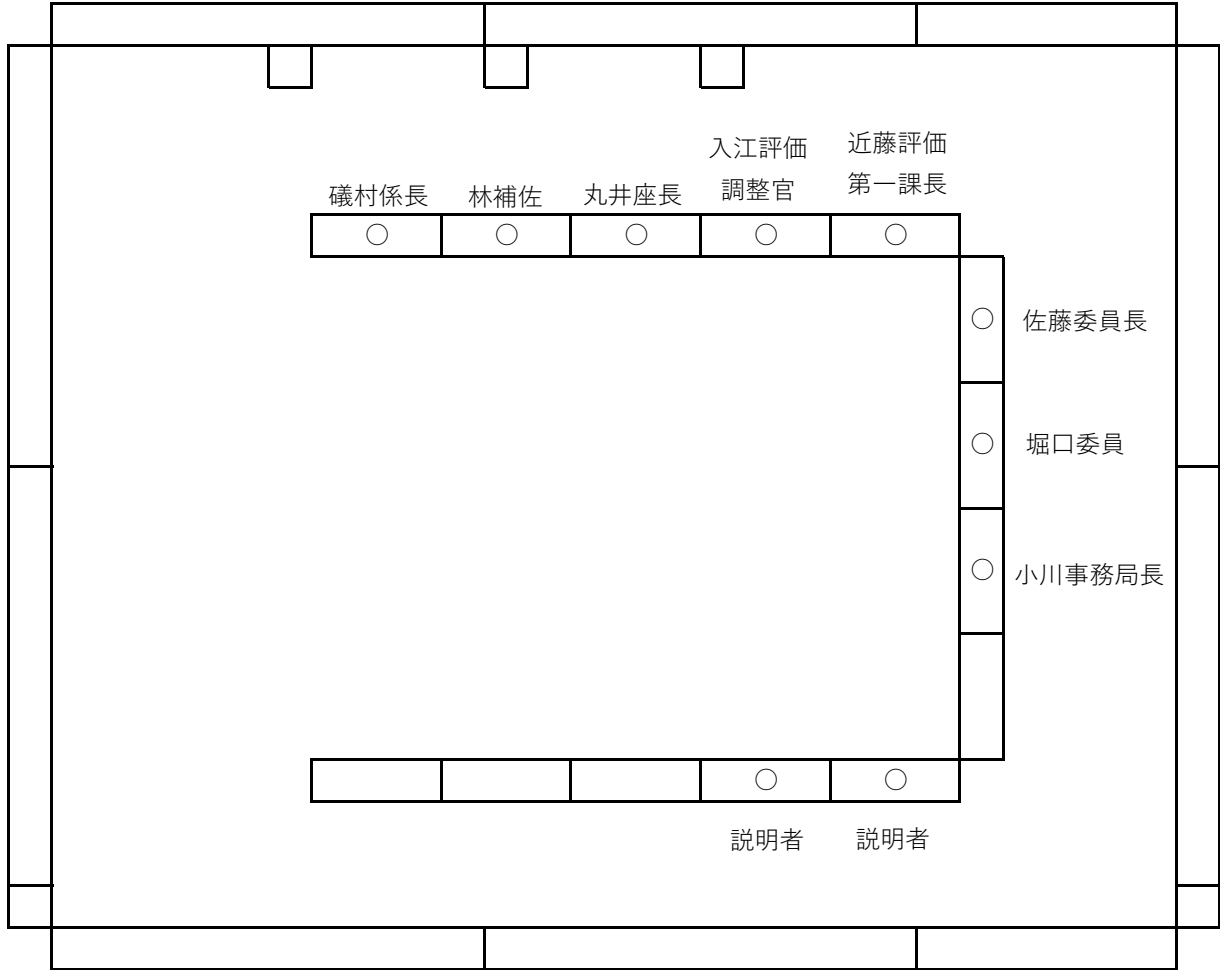 入江評価
調整官
近藤評価
第一課長
礒村係長
林補佐
丸井座長
○ ○ ○ ○ ○
○ 佐藤委員長
○ 堀口委員
○ 小川事務局長
○ ○
説明者 説明者